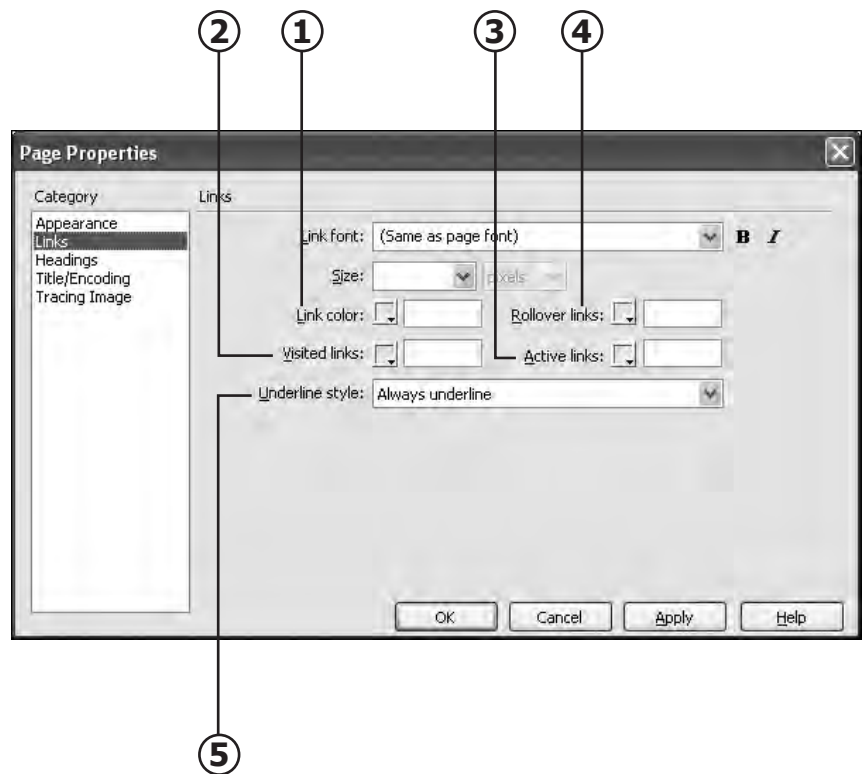 2 1 3 4
Page Properties
Category
Links
Appearance
Links
Headings
Title/Encoding
Tracing Image
Link font: (Same as page font) B I
Size: pixels
Link color: Rollover links:
Visited links: Active links:
Underline style: Always underline
OK Cancel Apply Help
5